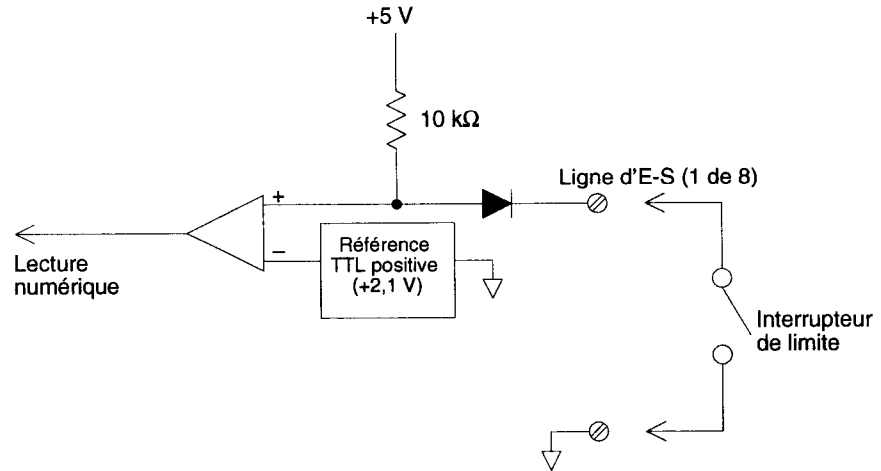 +5 V
10 kΩ
Ligne d'E-S (1 de 8)
+
−
Référence
TTL positive
(+2,1 V)
Lecture
numérique
Interrupteur
de limite